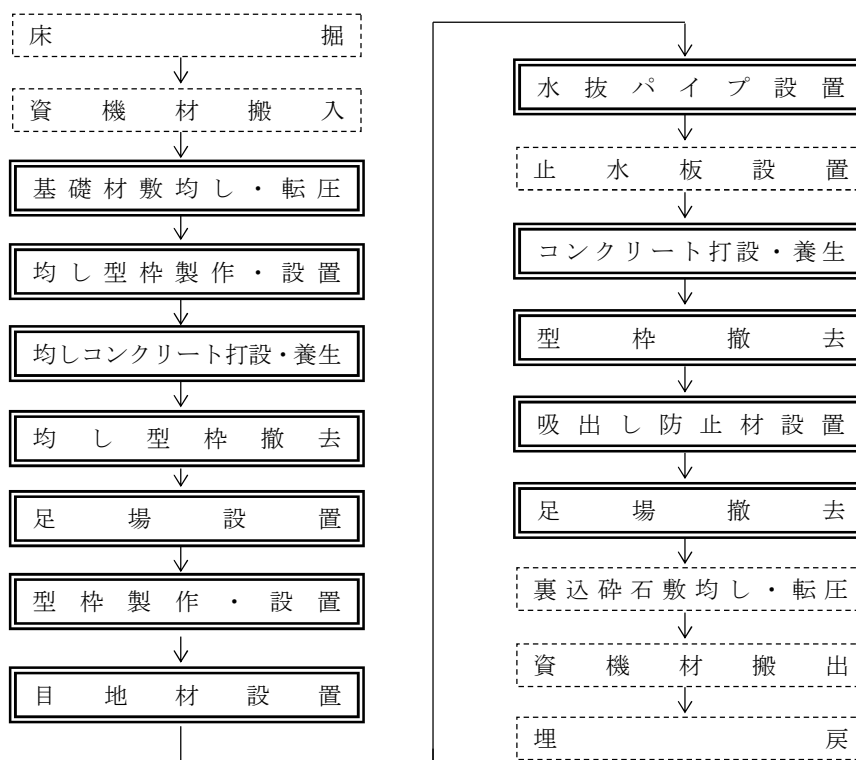 床掘
資機材搬入
基礎材敷均し・転圧
均し型枠製作・設置
均しコンクリート打設・養生
均し型枠撤去
足場設置
型枠製作・設置
目地材設置
水抜パイプ設置
止水板設置
コンクリート打設・養生
型枠撤去
吸出し防止材設置
足場撤去
裏込砕石敷均し・転圧
資機材搬出
埋戻